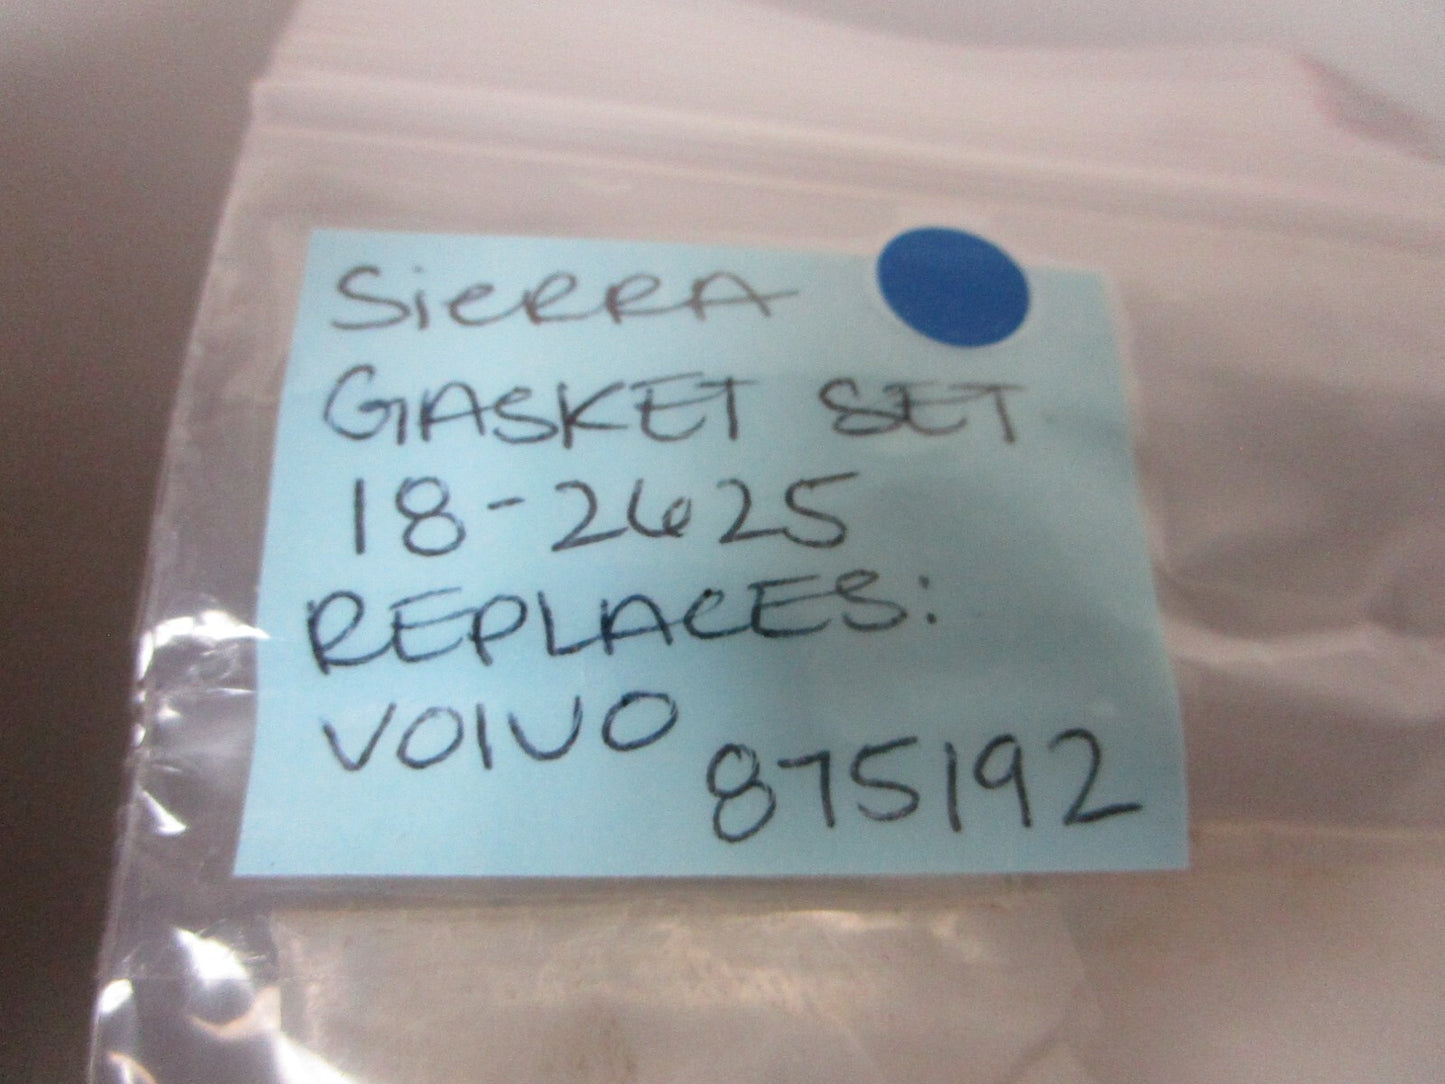 SieRRA
GASKET SET
18-2625
REPLACES:
VOlVO
875192